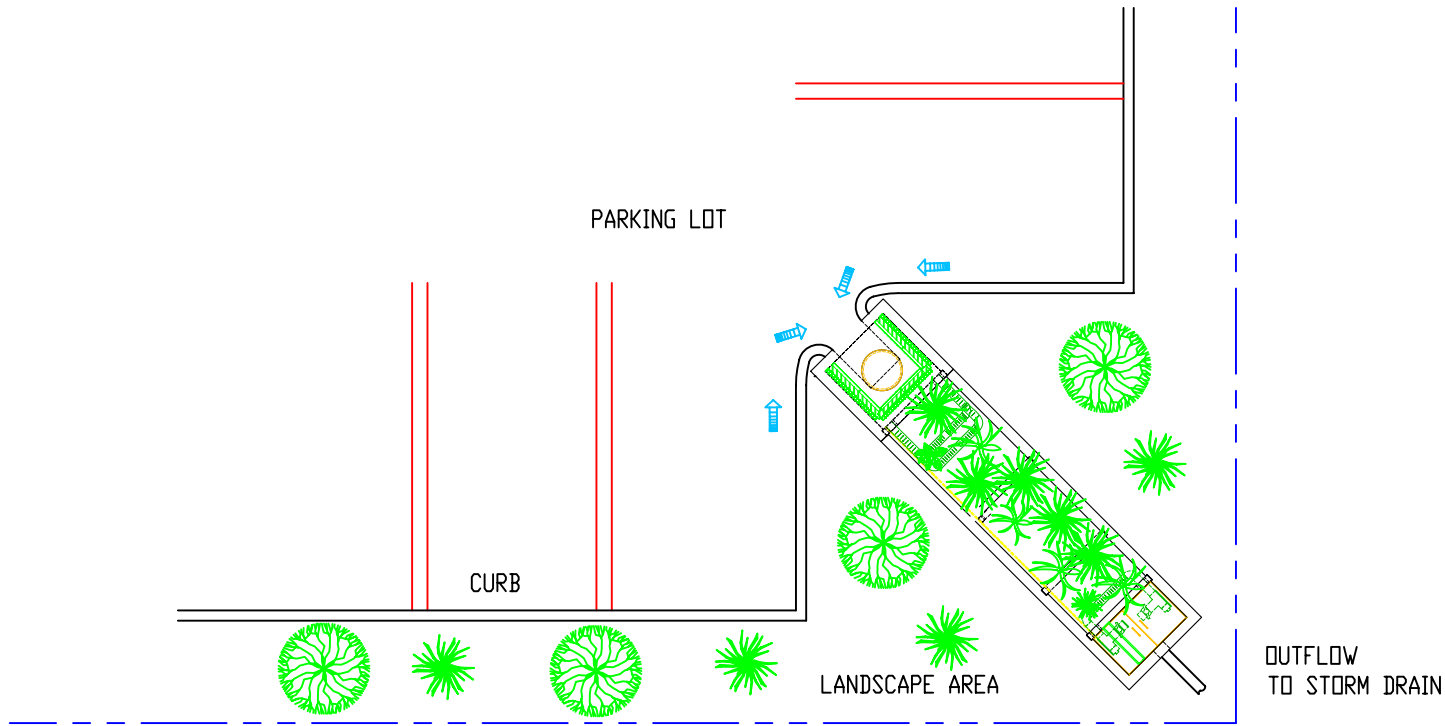 PARKING LOT
CURB
LANDSCAPE AREA
OUTFLOW
TO STORM DRAIN